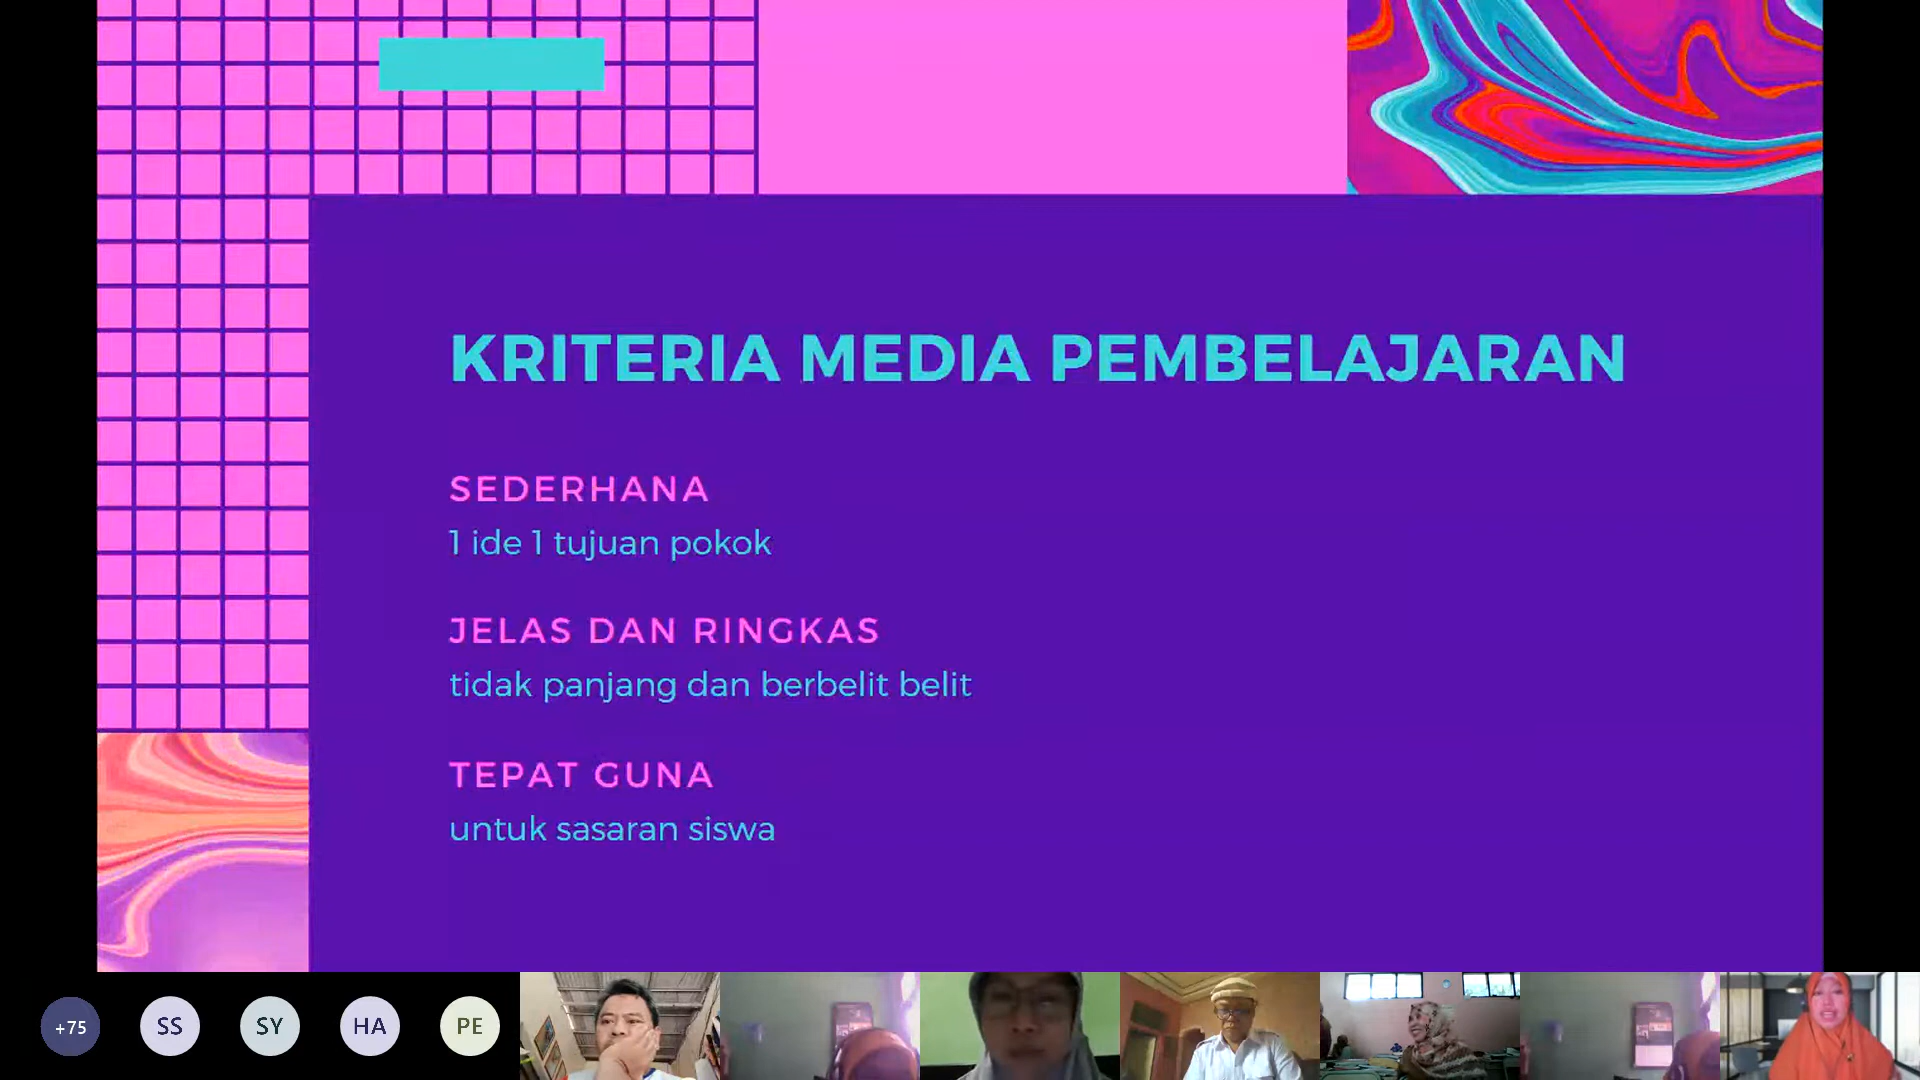 KRITERIA MEDIA PEMBELAJARAN
SEDERHANA
1 ide 1 tujuan pokok
JELAS DAN RINGKAS
tidak panjang dan berbelit belit
TEPAT GUNA
untuk sasaran siswa
+75
SS
SY
HA
PE